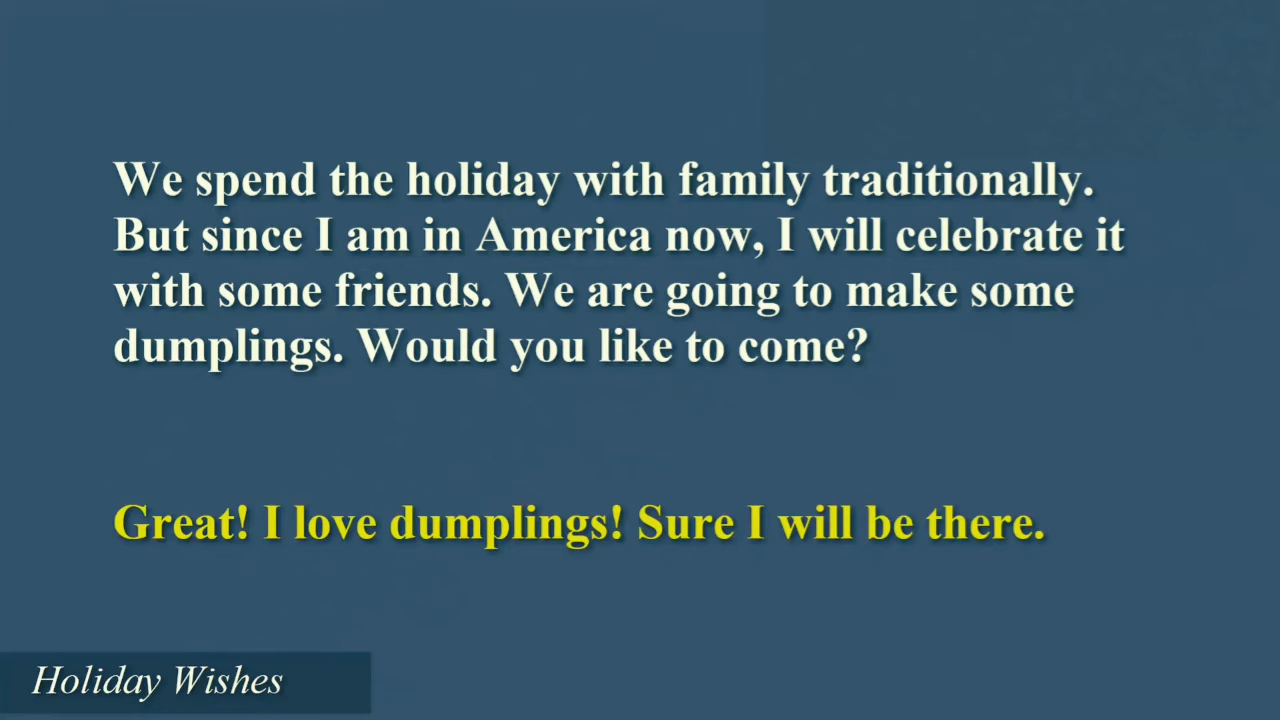 We spend the holiday with family traditionally.
But since I am in America now, I will celebrate it
with some friends. We are going to make some
dumplings. Would you like to come?
Great! I love dumplings! Sure I will be there.
Holiday Wishes